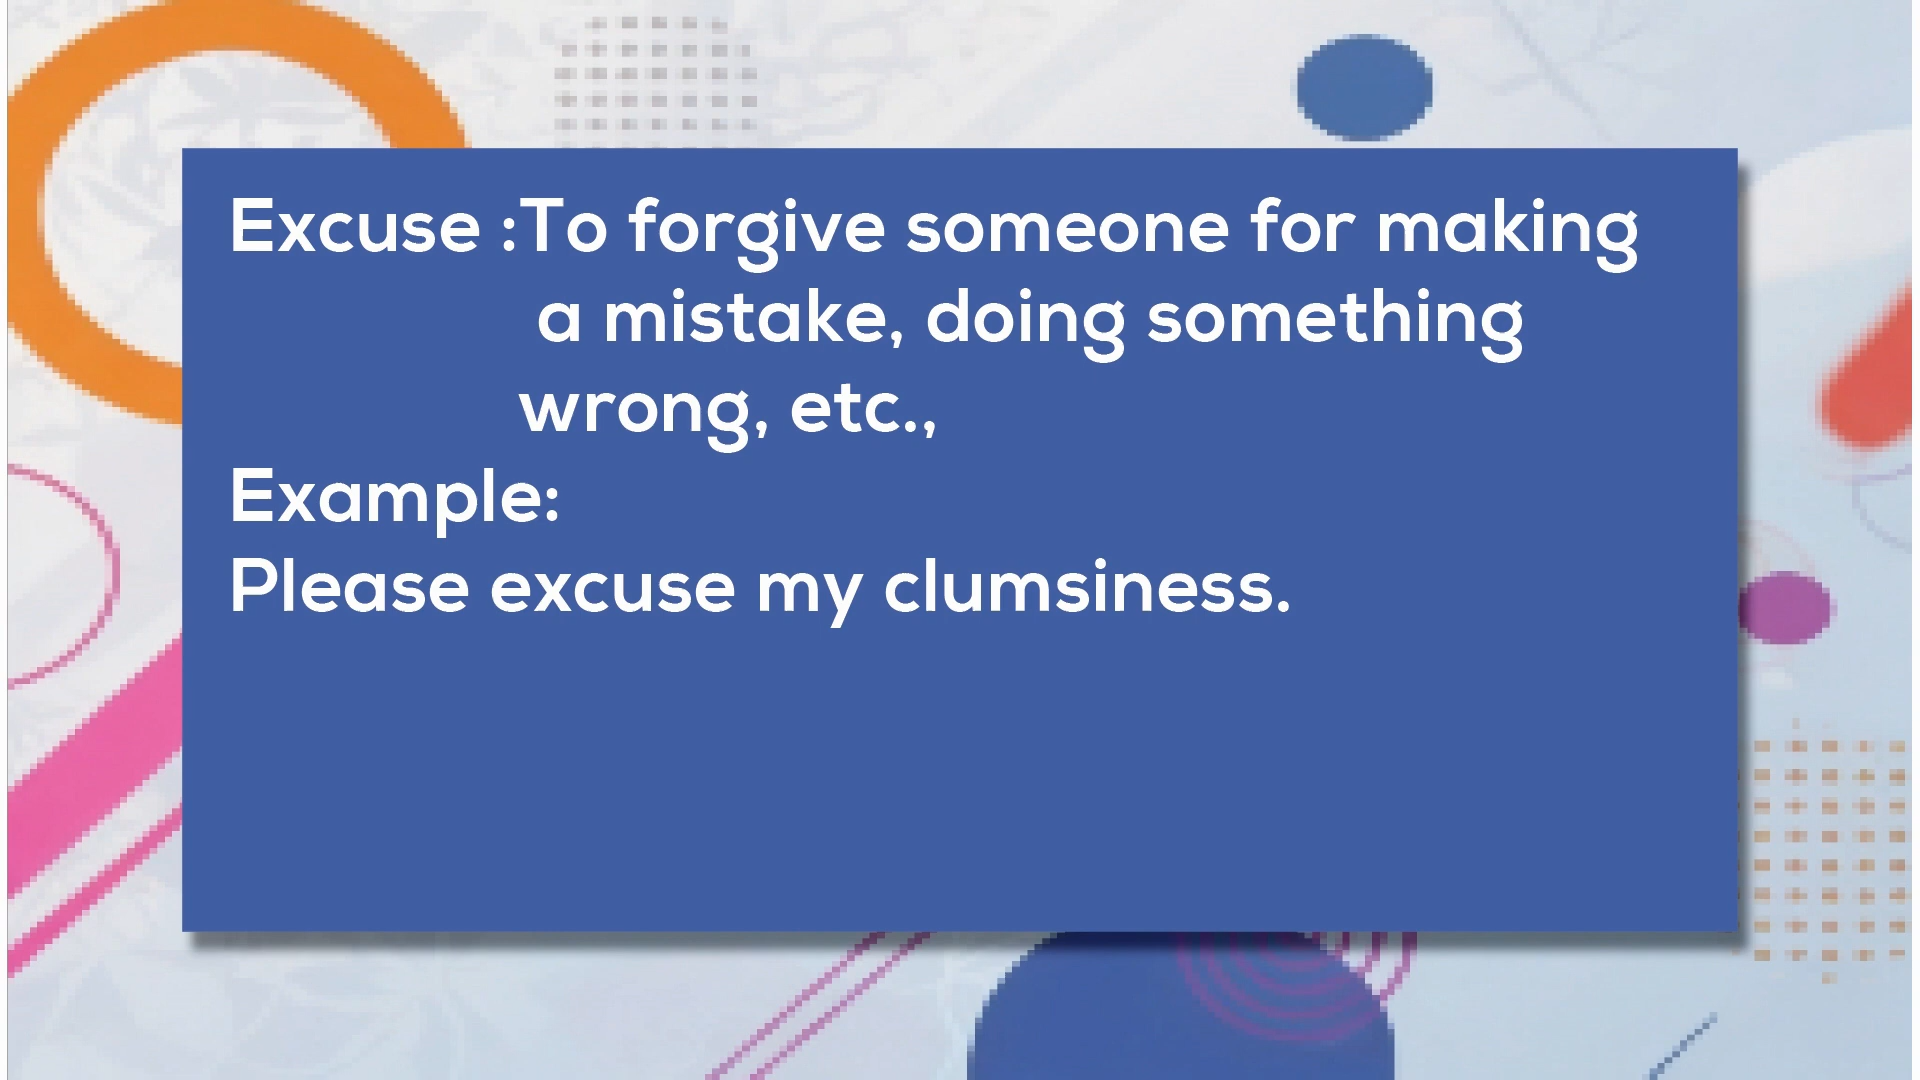 Excuse :To forgive someone for making
a mistake, doing something
wrong, etc.,
Example:
Please excuse my clumsiness.